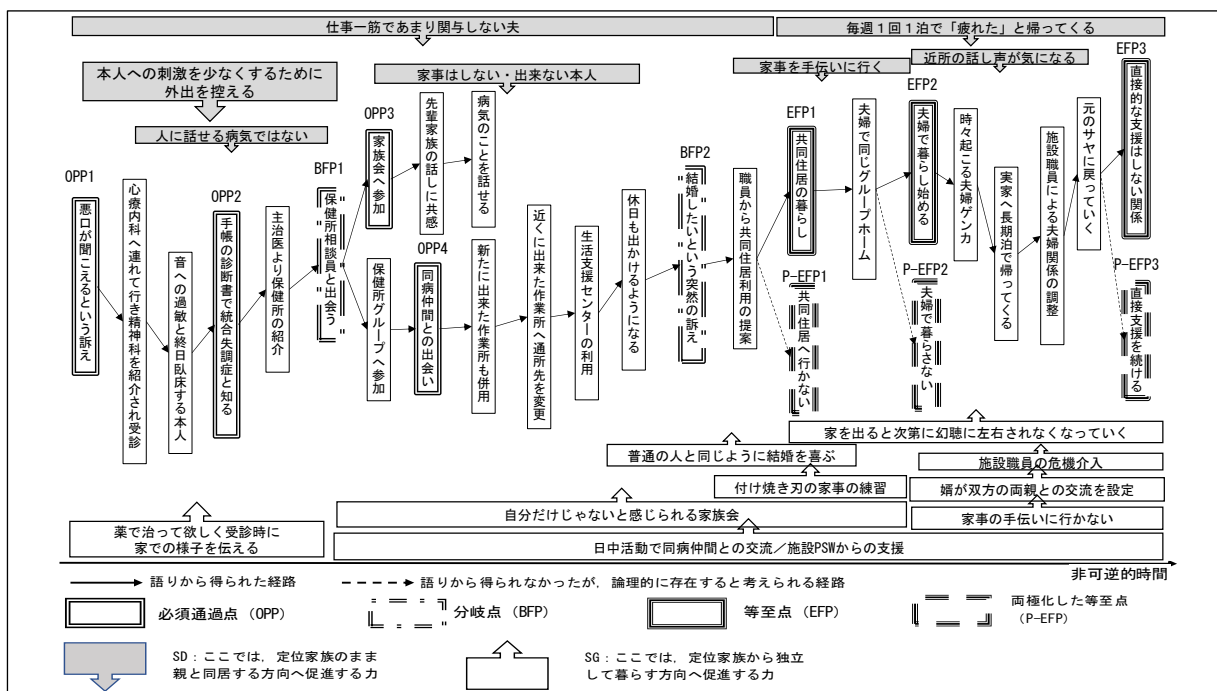 仕事一筋であまり関与しない夫
毎週1回1泊で「疲れた」と帰ってくる
本人への刺激を少なくするために
外出を控える
家事はしない・出来ない本人
家事を手伝いに行く
近所の話し声が気になる
人に話せる病気ではない
OPP1
悪口が聞こえるという訴え
心療内科へ連れて行き精神科を紹介され受診
音への過敏と終日臥床する本人
OPP2
手帳の診断書で統合失調症と知る
主治医より保健所の紹介
BFP1
保健所相談員と出会う
OPP3
家族会へ参加
先輩家族の話しに共感
病気のことを話せる
保健所グループへ参加
OPP4
同病仲間との出会い
新たに出来た作業所も併用
近くに出来た作業所へ通所先を変更
生活支援センターの利用
休日も出かけるようになる
BFP2
結婚したいという突然の訴え
職員から共同住居利用の提案
EFP1
共同住居の暮らし
P-EFP1
共同住居へ行かない
夫婦で同じグループホーム
EFP2
夫婦で暮らし始める
P-EFP2
夫婦で暮らさない
時々起こる夫婦ゲンカ
実家へ長期泊で帰ってくる
施設職員による夫婦関係の調整
元のサヤに戻っていく
EFP3
直接的な支援はしない関係
P-EFP3
直接支援を続ける
家を出ると次第に幻聴に左右されなくなっていく
普通の人と同じように結婚を喜ぶ
施設職員の危機介入
付け焼き刃の家事の練習
婿が双方の両親との交流を設定
自分だけじゃないと感じられる家族会
家事の手伝いに行かない
薬で治って欲しく受診時に
家での様子を伝える
日中活動で同病仲間との交流／施設PSWからの支援
非可逆的時間
語りから得られた経路
語りから得られなかったが，論理的に存在すると考えられる経路
必須通過点（OPP）
分岐点（BFP）
等至点（EFP）
両極化した等至点
（P-EFP）
SD：ここでは，定位家族のまま
親と同居する方向へ促進する力
SG：ここでは，定位家族から独立
して暮らす方向へ促進する力